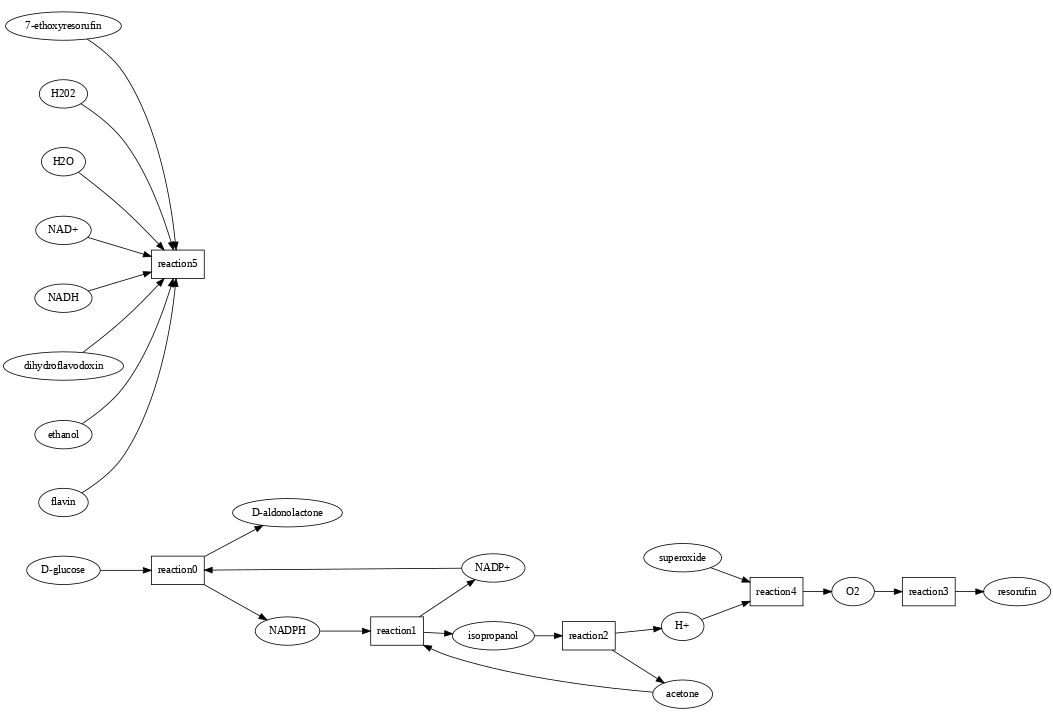 7-ethoxyresorufin
H202
H2O
NAD+
reaction5
NADH
dihydroflavodoxin
ethanol
flavin
D-aldonolactone
D-glucose
reaction0
NADP+
superoxide
reaction4
O2
reaction3
resorufin
NADPH
reaction1
isopropanol
reaction2
H+
acetone